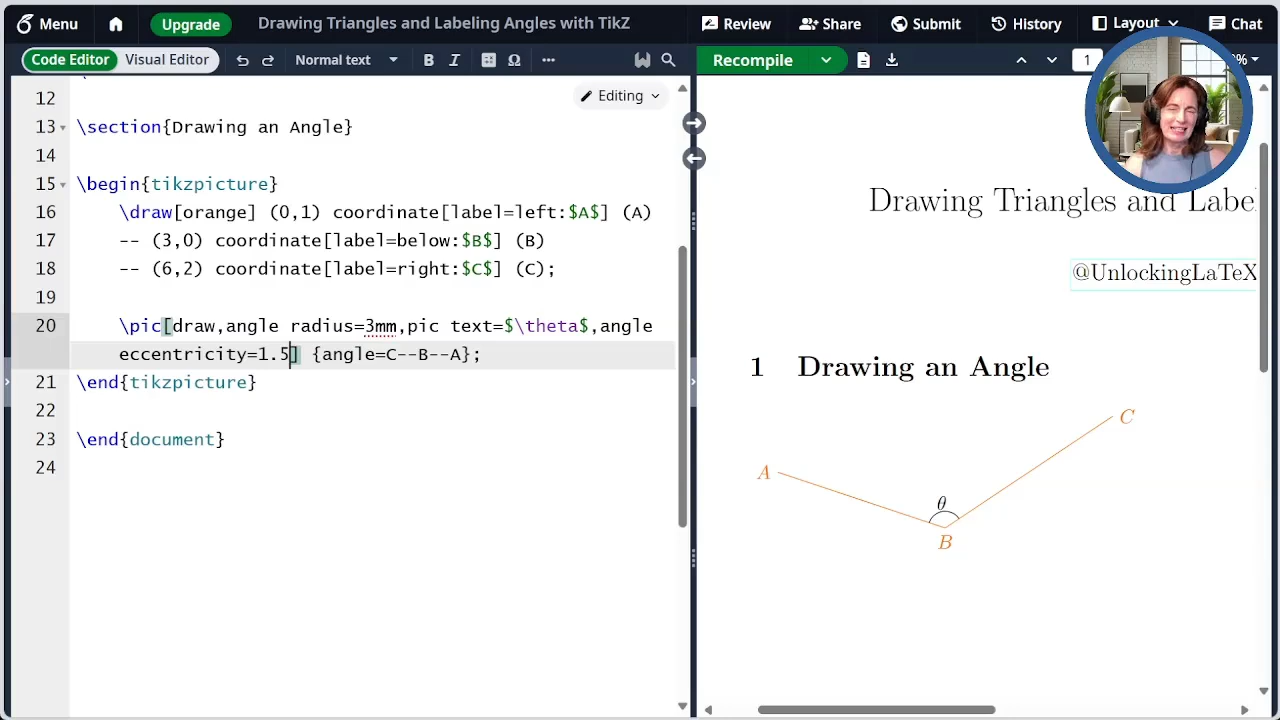 Menu
Upgrade
Drawing Triangles and Labeling Angles with TikZ
Review
Share
Submit
History
Layout
Chat
Code Editor
Visual Editor
Normal text
B
I
Ω
Recompile
1
%
Editing
12
13 \section{Drawing an Angle}
14
15 \begin{tikzpicture}
16 \draw[orange] (0,1) coordinate[label=left:$A$] (A)
17 -- (3,0) coordinate[label=below:$B$] (B)
18 -- (6,2) coordinate[label=right:$C$] (C);
19
20 \pic[draw,angle radius=3mm,pic text=$\theta$,angle
eccentricity=1.5] {angle=C--B--A};
21 \end{tikzpicture}
22
23 \end{document}
24
Drawing Triangles and Label
@UnlockingLaTeX
1 Drawing an Angle
C
A
θ
B